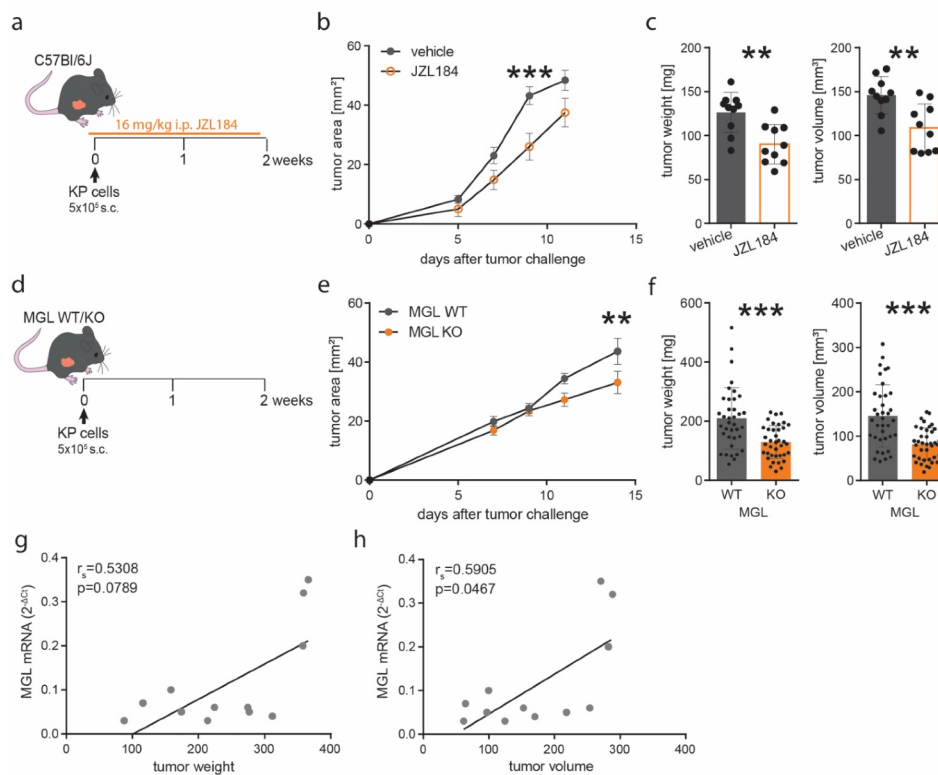 a
C57Bl/6J
16 mg/kg i.p. JZL184
0 1 2 weeks
KP cells
5x10⁵ s.c.
b
vehicle
JZL184
***
tumor area [mm²]
60
40
20
0
0 5 10 15
days after tumor challenge
c
**
tumor weight [mg]
200
150
100
50
0
vehicle
JZL184
**
tumor volume [mm³]
200
150
100
50
0
vehicle
JZL184
d
MGL WT/KO
0 1 2 weeks
KP cells
5x10⁵ s.c.
e
MGL WT
MGL KO
**
tumor area [mm²]
60
40
20
0
0 5 10 15
days after tumor challenge
f
***
tumor weight [mg]
600
400
200
0
WT KO
MGL
***
tumor volume [mm³]
400
300
200
100
0
WT KO
MGL
g
rs=0.5308
p=0.0789
MGL mRNA (2-ΔCt)
0.4
0.3
0.2
0.1
0.0
0 100 200 300 400
tumor weight
h
rs=0.5905
p=0.0467
MGL mRNA (2-ΔCt)
0.4
0.3
0.2
0.1
0.0
0 100 200 300 400
tumor volume